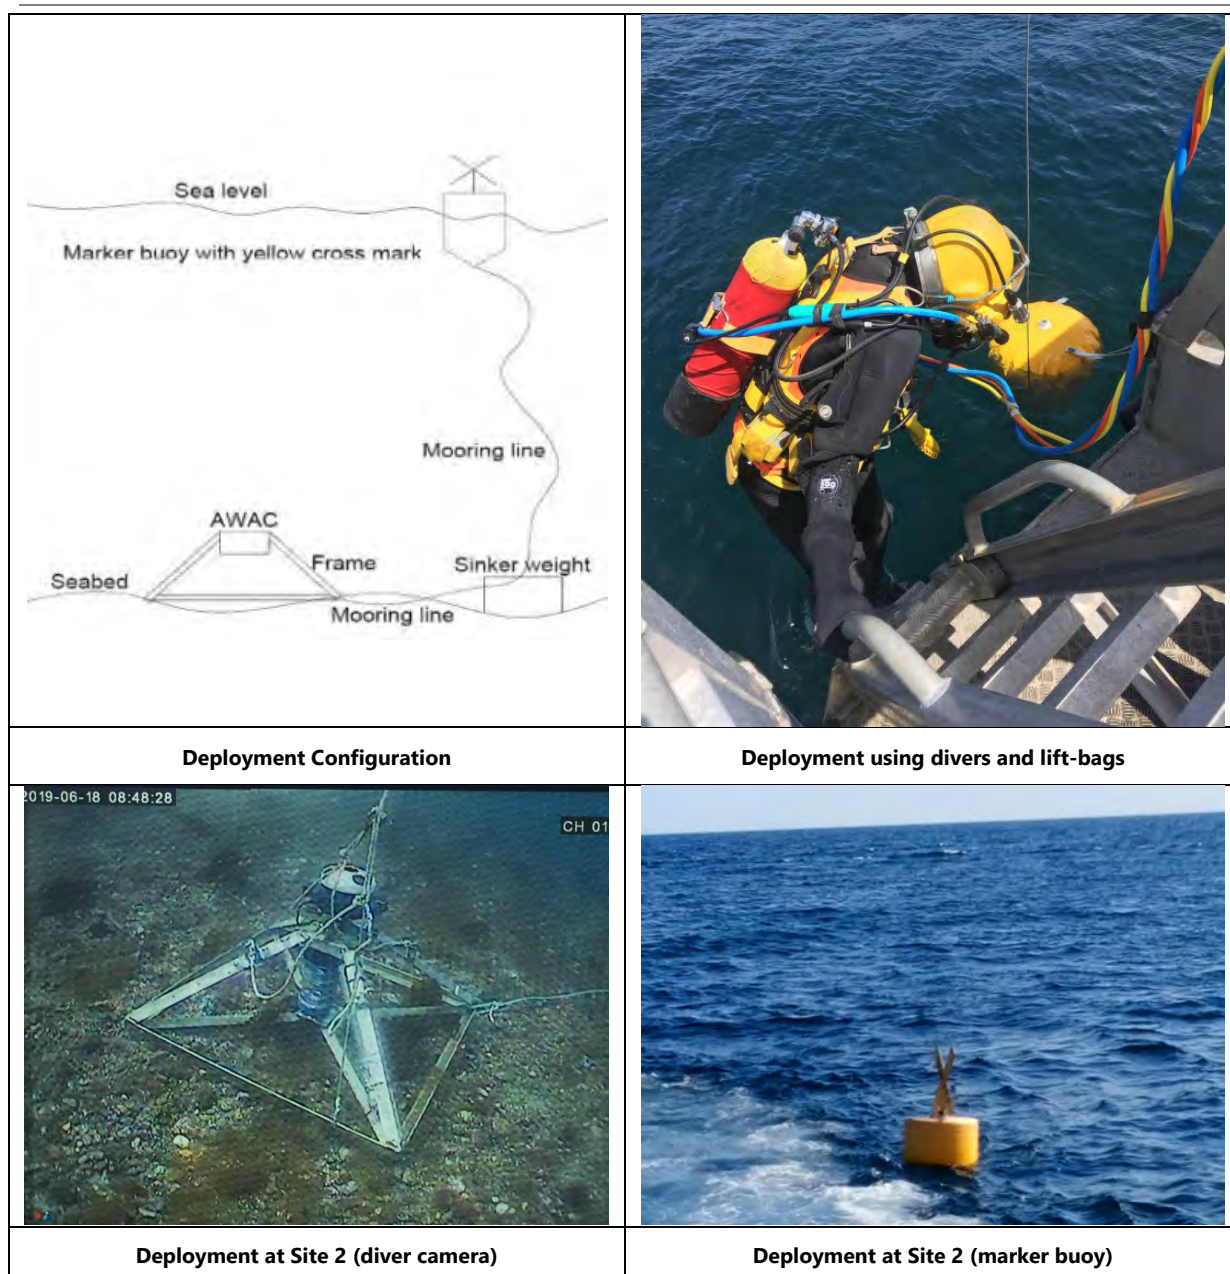 Sea level
Marker buoy with yellow cross mark
Mooring line
AWAC
Frame
Sinker weight
Seabed
Mooring line
Deployment Configuration
Deployment using divers and lift-bags
2019-06-18 08:48:28
CH 01
Deployment at Site 2 (diver camera)
Deployment at Site 2 (marker buoy)